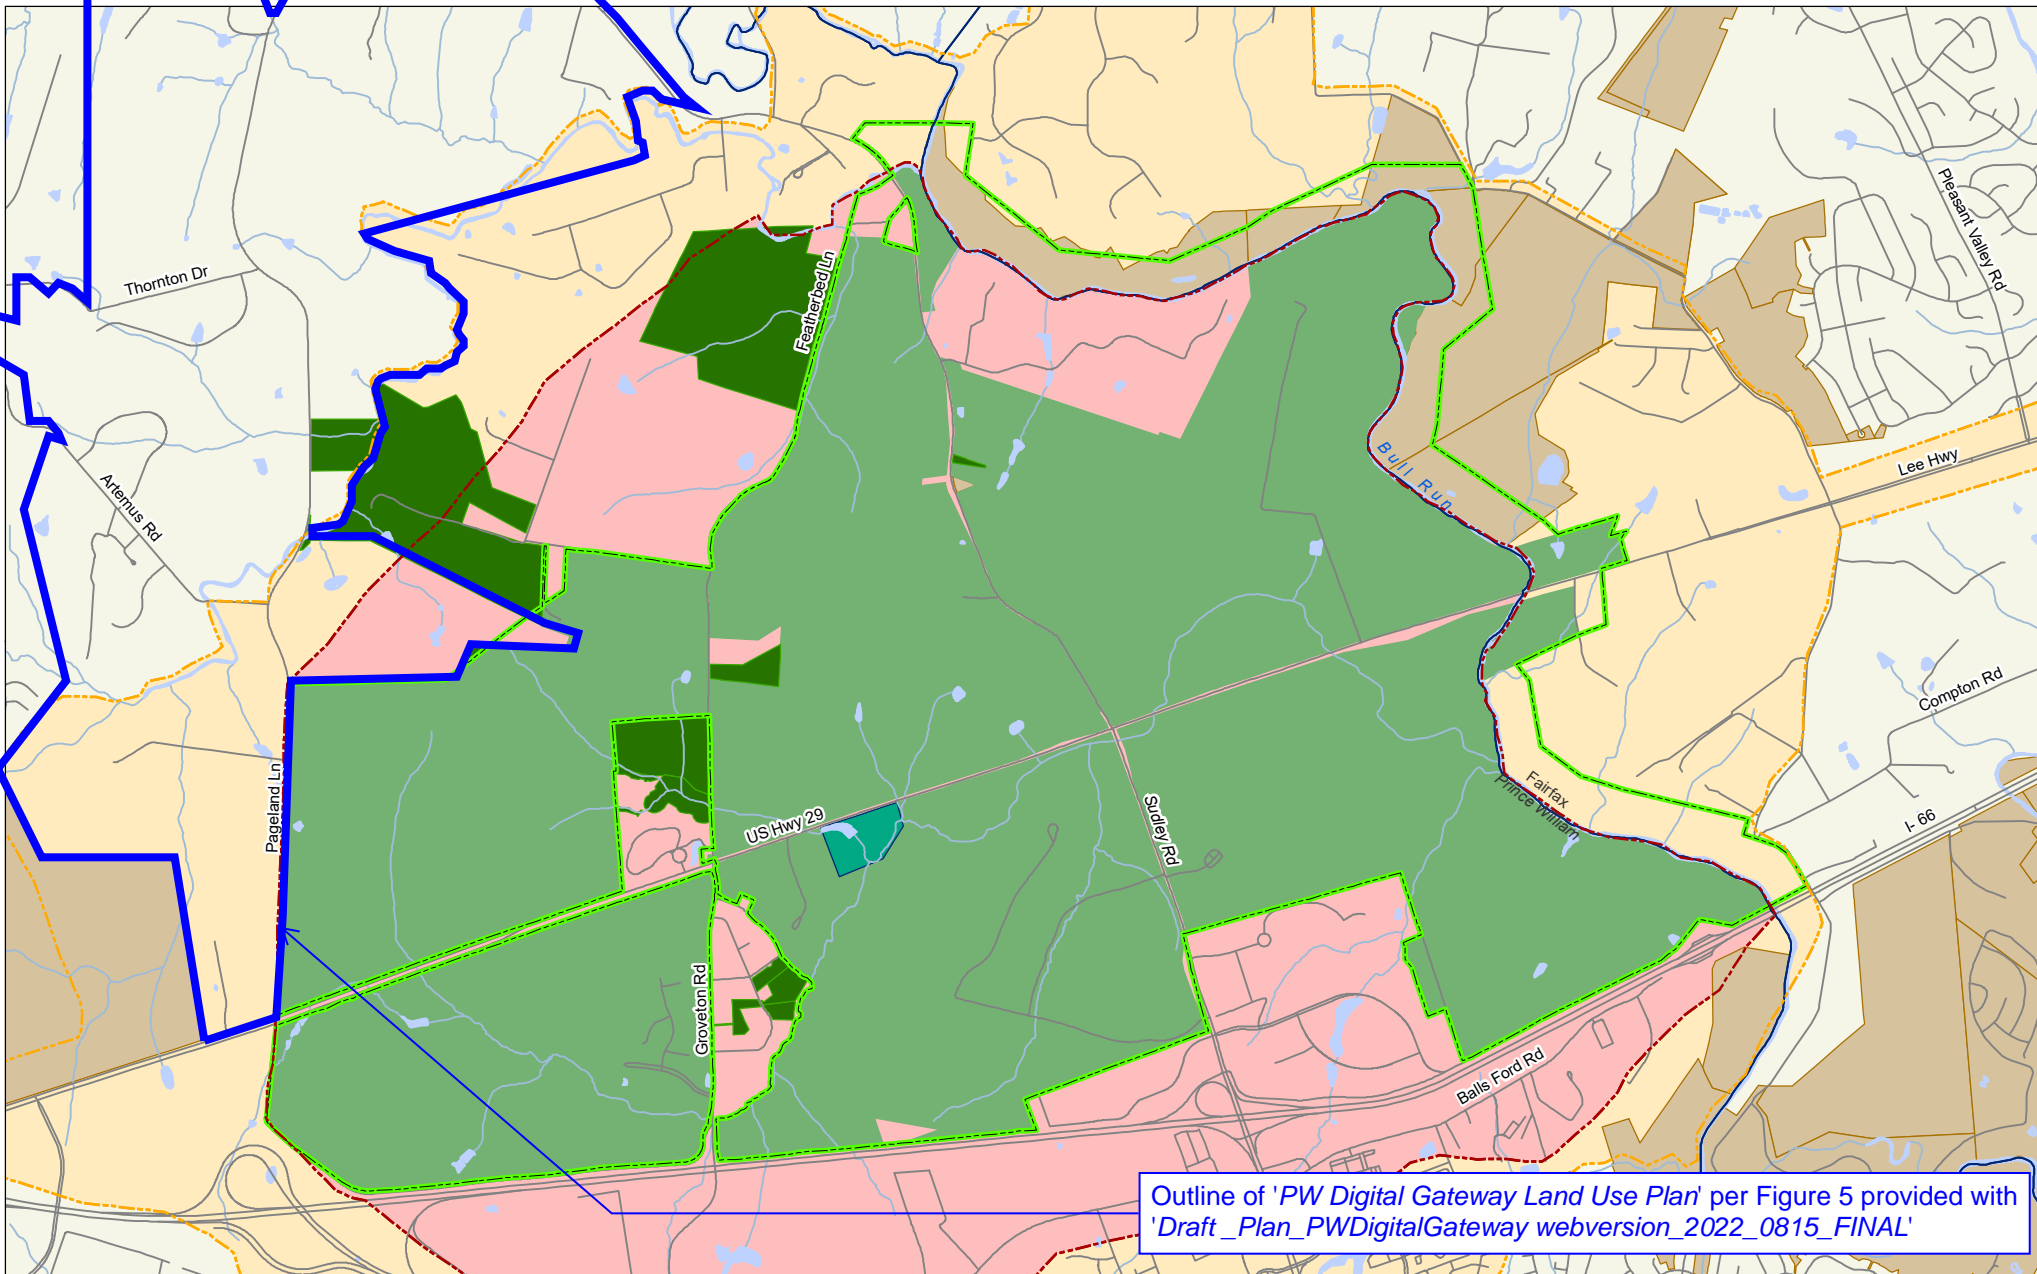 Pleasant Valley Rd
Thornton Dr
Featherbed Ln
Bull Run
Lee Hwy
Artemus Rd
Compton Rd
Pageland Ln
Fairfax
Prince William
US Hwy 29
Sudley Rd
I- 66
Groveton Rd
Balls Ford Rd
Outline of 'PW Digital Gateway Land Use Plan' per Figure 5 provided with
'Draft _Plan_PWDigitalGateway webversion_2022_0815_FINAL'